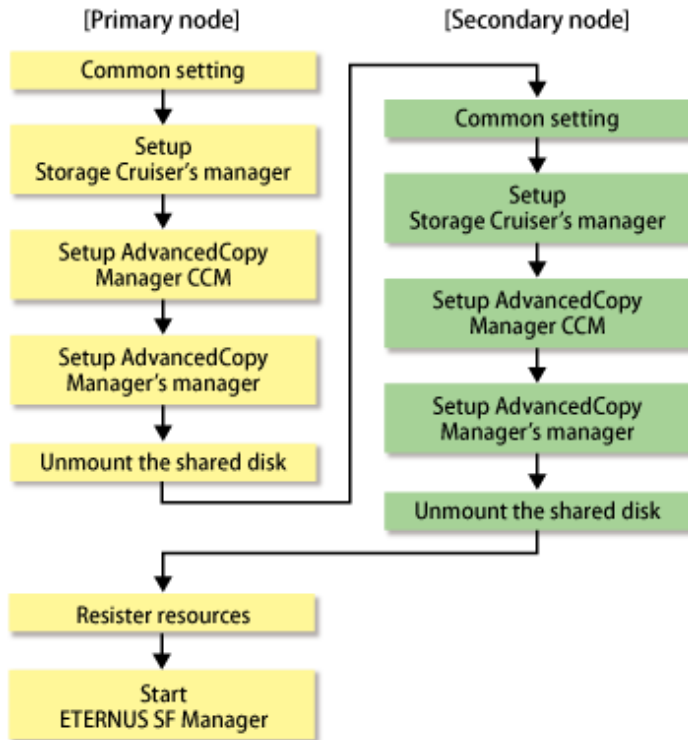 [Primary node]
Common setting
Setup
Storage Cruiser's manager
Setup AdvancedCopy
Manager CCM
Setup AdvancedCopy
Manager's manager
Unmount the shared disk
[Secondary node]
Common setting
Setup
Storage Cruiser's manager
Setup AdvancedCopy
Manager CCM
Setup AdvancedCopy
Manager's manager
Unmount the shared disk
Resister resources
Start
ETERNUS SF Manager